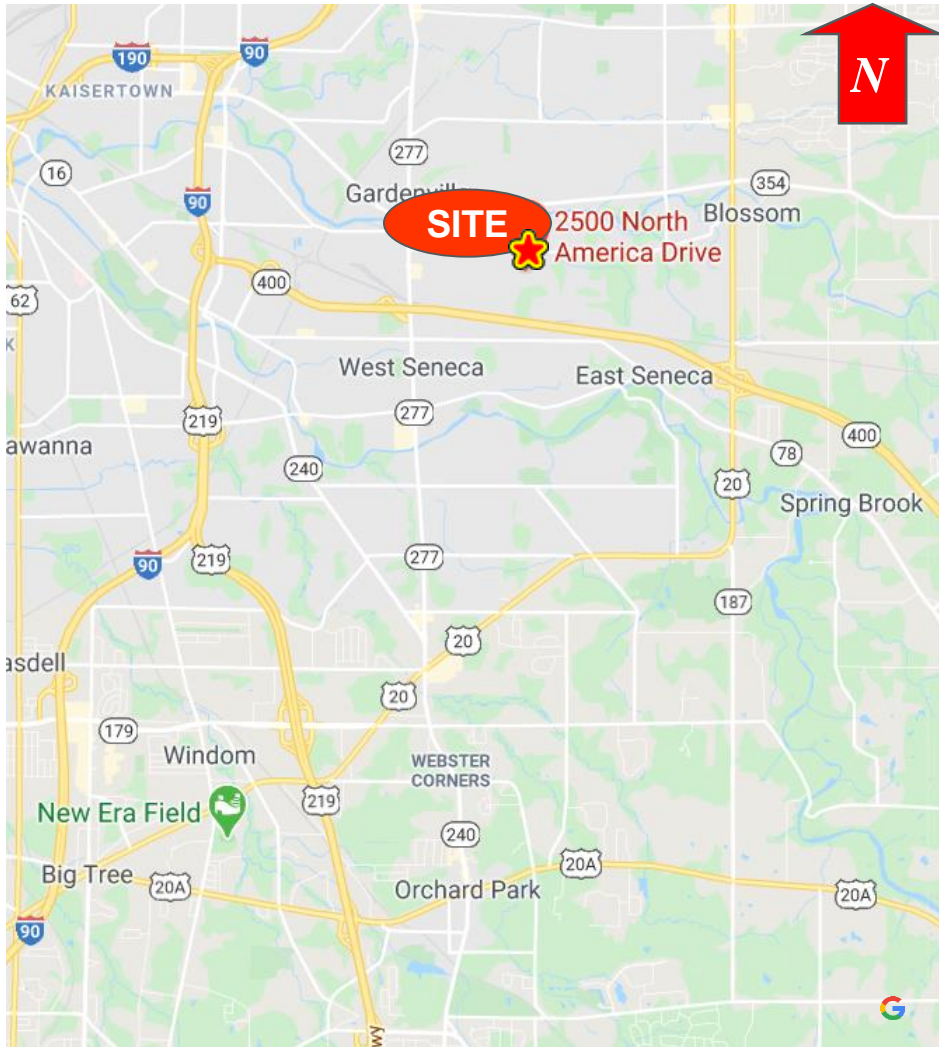 190
90
N
KAISERTOWN
277
16
354
90
Gardenville
SITE
2500 North
America Drive
Blossom
400
62
West Seneca
East Seneca
277
219
400
awanna
78
240
20
Spring Brook
277
219
90
187
20
asdell
20
179
Windom
WEBSTER
CORNERS
219
New Era Field
240
20A
Big Tree
20A
Orchard Park
20A
90
wy
G